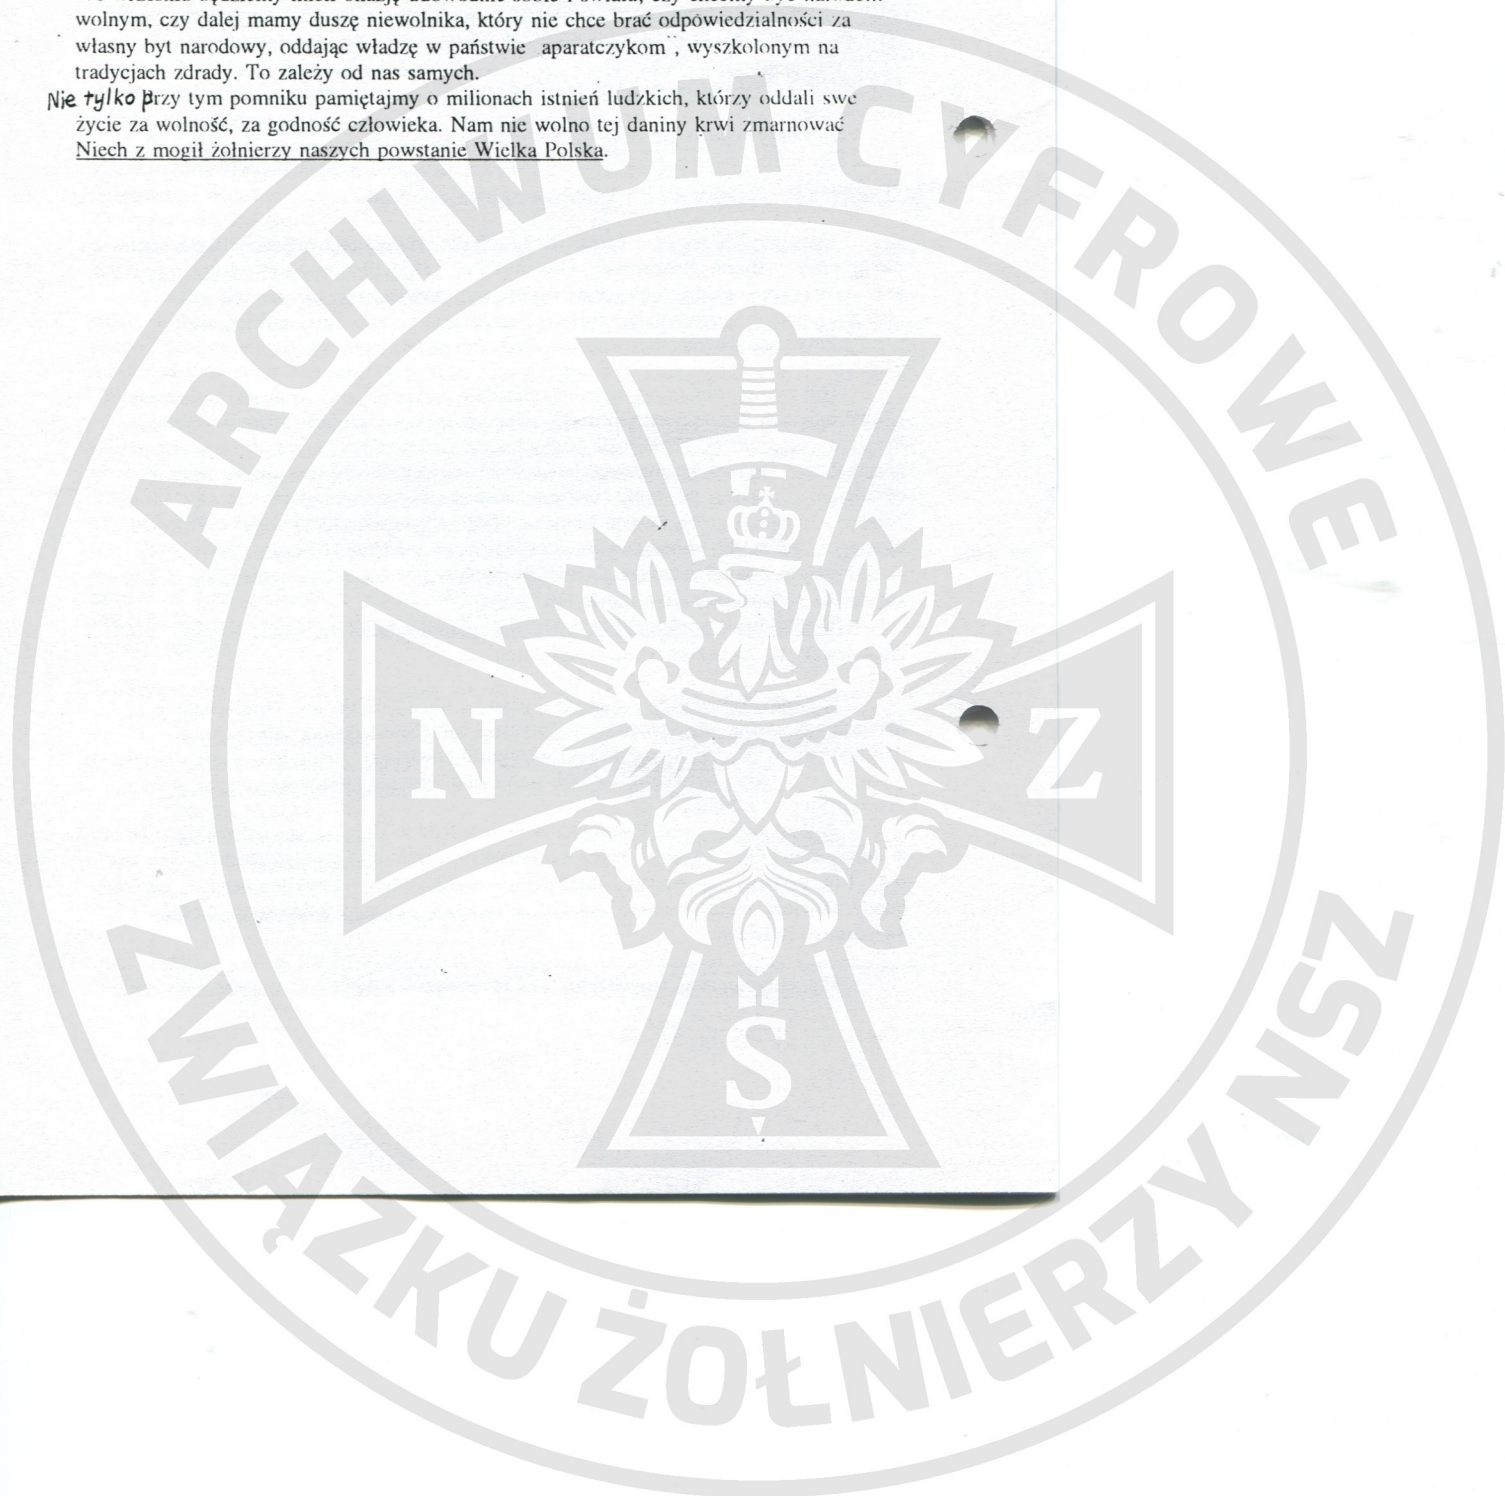 wolnym, czy dalej mamy duszę niewolnika, który nie chce brać odpowiedzialności za
własny byt narodowy, oddając władzę w państwie aparatczykom", wyszkolonym na
tradycjach zdrady. To zależy od nas samych.
Nie tylko przy tym pomniku pamiętajmy o milionach istnień ludzkich, którzy oddali swe
życie za wolność, za godność człowieka. Nam nie wolno tej daniny krwi zmarnować
Niech z mogił żołnierzy naszych powstanie Wielka Polska.
ARCHIWUM CYFROWE
N Z
S
ZWIĄZKU ŻOŁNIERZY NSZ